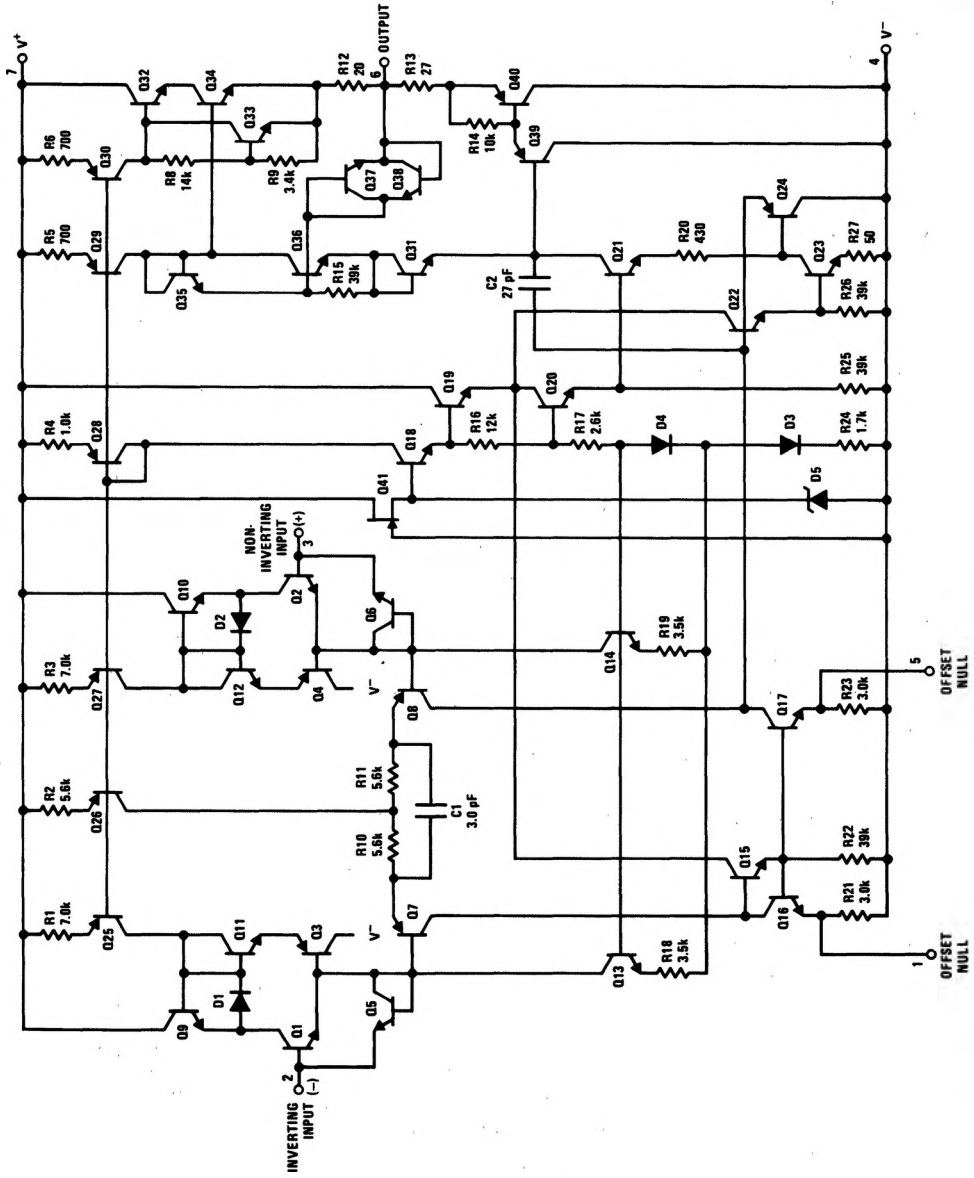 7 V+
R1
7.0k
R2
5.6k
R3
7.0k
R4
1.0k
R5
700
R6
700
Q25
Q26
Q27
Q28
Q29
Q30
Q32
Q9
Q11
D1
Q10
Q12
D2
Q41
Q35
R8
14k
Q34
Q33
R9
3.4k
R12
20
INVERTING
INPUT (−)
2
Q1
Q3
V−
Q5
Q4
V−
Q2
Q6
NON-
INVERTING
INPUT
3 (+)
Q36
R15
39k
Q31
Q37
Q38
6 OUTPUT
R13
27
R10
5.6k
R11
5.6k
C1
3.0 pF
Q7
Q8
Q18
Q19
R16
12k
Q20
R17
2.6k
C2
27 pF
R14
10k
Q40
Q39
Q13
R18
3.5k
Q14
R19
3.5k
D4
D3
D5
Q21
R20
430
Q22
Q24
Q23
Q15
Q16
Q17
R21
3.0k
R22
39k
R23
3.0k
R24
1.7k
R25
39k
R26
39k
R27
50
4 V−
1
OFFSET
NULL
5
OFFSET
NULL